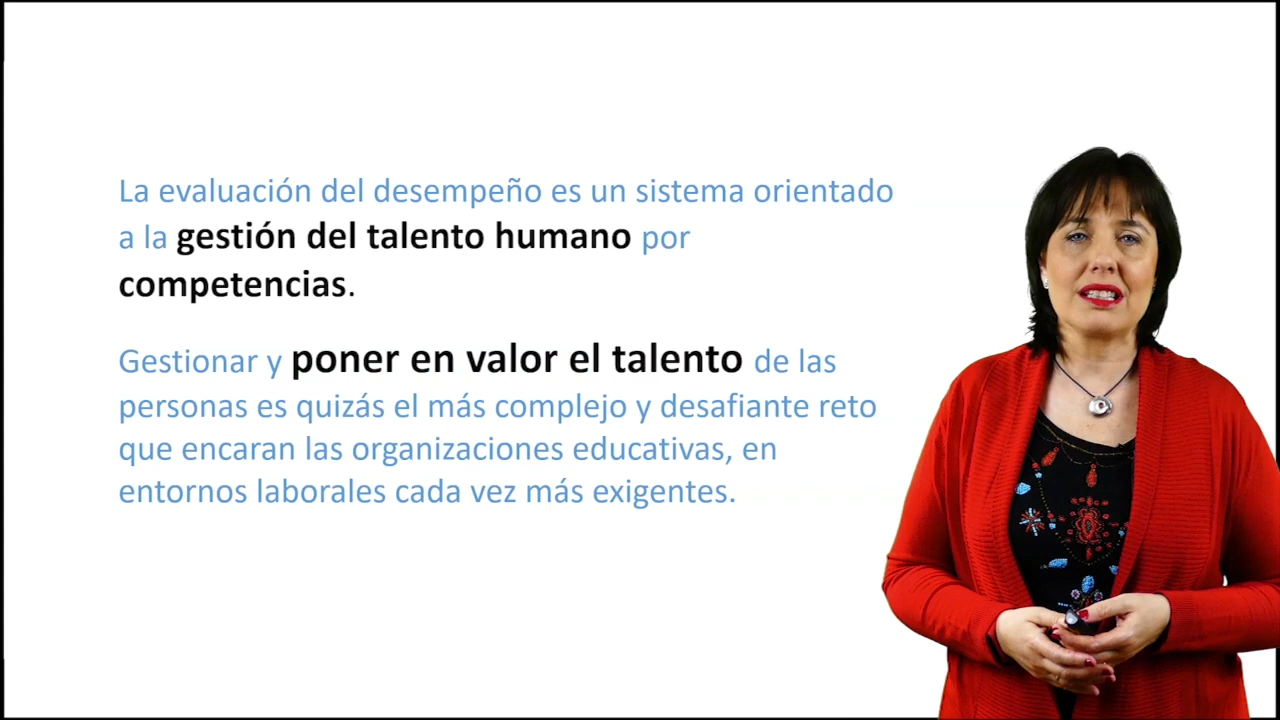 La evaluación del desempeño es un sistema orientado
a la gestión del talento humano por
competencias.
Gestionar y poner en valor el talento de las
personas es quizás el más complejo y desafiante reto
que encaran las organizaciones educativas, en
entornos laborales cada vez más exigentes.